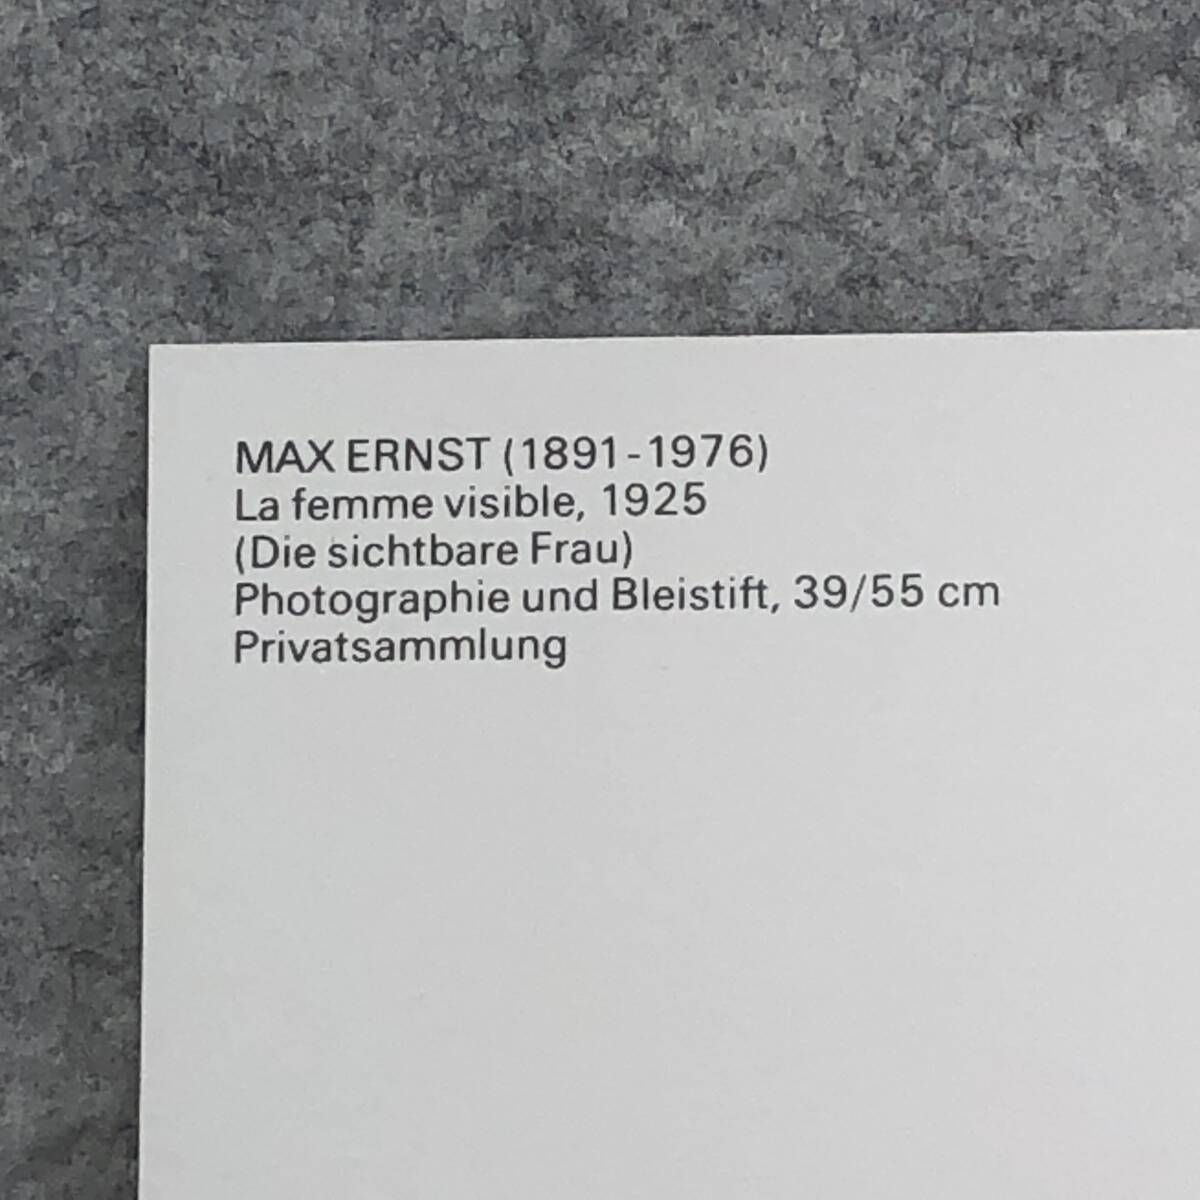 MAX ERNST (1891-1976)
La femme visible, 1925
(Die sichtbare Frau)
Photographie und Bleistift, 39/55 cm
Privatsammlung